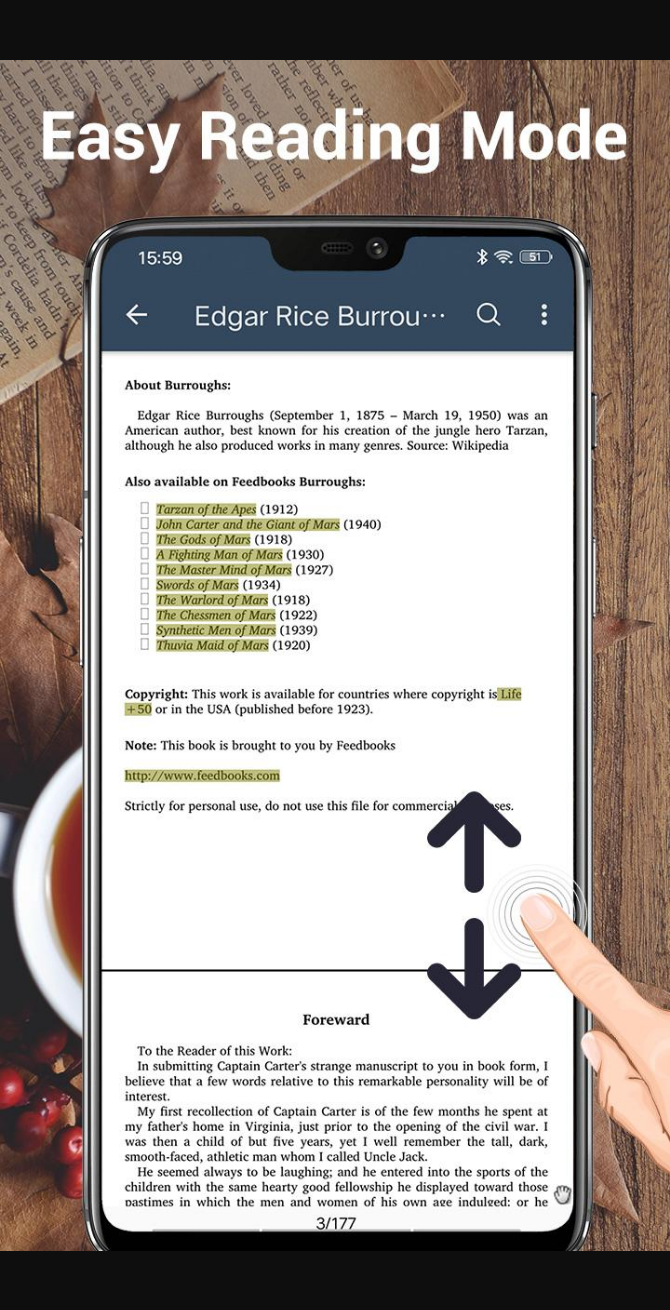 Easy Reading Mode
15:59
51
Edgar Rice Burrou···
About Burroughs:
Edgar Rice Burroughs (September 1, 1875 – March 19, 1950) was an
American author, best known for his creation of the jungle hero Tarzan,
although he also produced works in many genres. Source: Wikipedia
Also available on Feedbooks Burroughs:
Tarzan of the Apes (1912)
John Carter and the Giant of Mars (1940)
The Gods of Mars (1918)
A Fighting Man of Mars (1930)
The Master Mind of Mars (1927)
Swords of Mars (1934)
The Warlord of Mars (1918)
The Chessmen of Mars (1922)
Synthetic Men of Mars (1939)
Thuvia Maid of Mars (1920)
Copyright: This work is available for countries where copyright is Life
+50 or in the USA (published before 1923).
Note: This book is brought to you by Feedbooks
http://www.feedbooks.com
Strictly for personal use, do not use this file for commercial
Foreward
To the Reader of this Work:
In submitting Captain Carter's strange manuscript to you in book form, I
believe that a few words relative to this remarkable personality will be of
interest.
My first recollection of Captain Carter is of the few months he spent at
my father's home in Virginia, just prior to the opening of the civil war. I
was then a child of but five years, yet I well remember the tall, dark,
smooth-faced, athletic man whom I called Uncle Jack.
He seemed always to be laughing; and he entered into the sports of the
children with the same hearty good fellowship he displayed toward those
pastimes in which the men and women of his own age indulged; or he
3/177